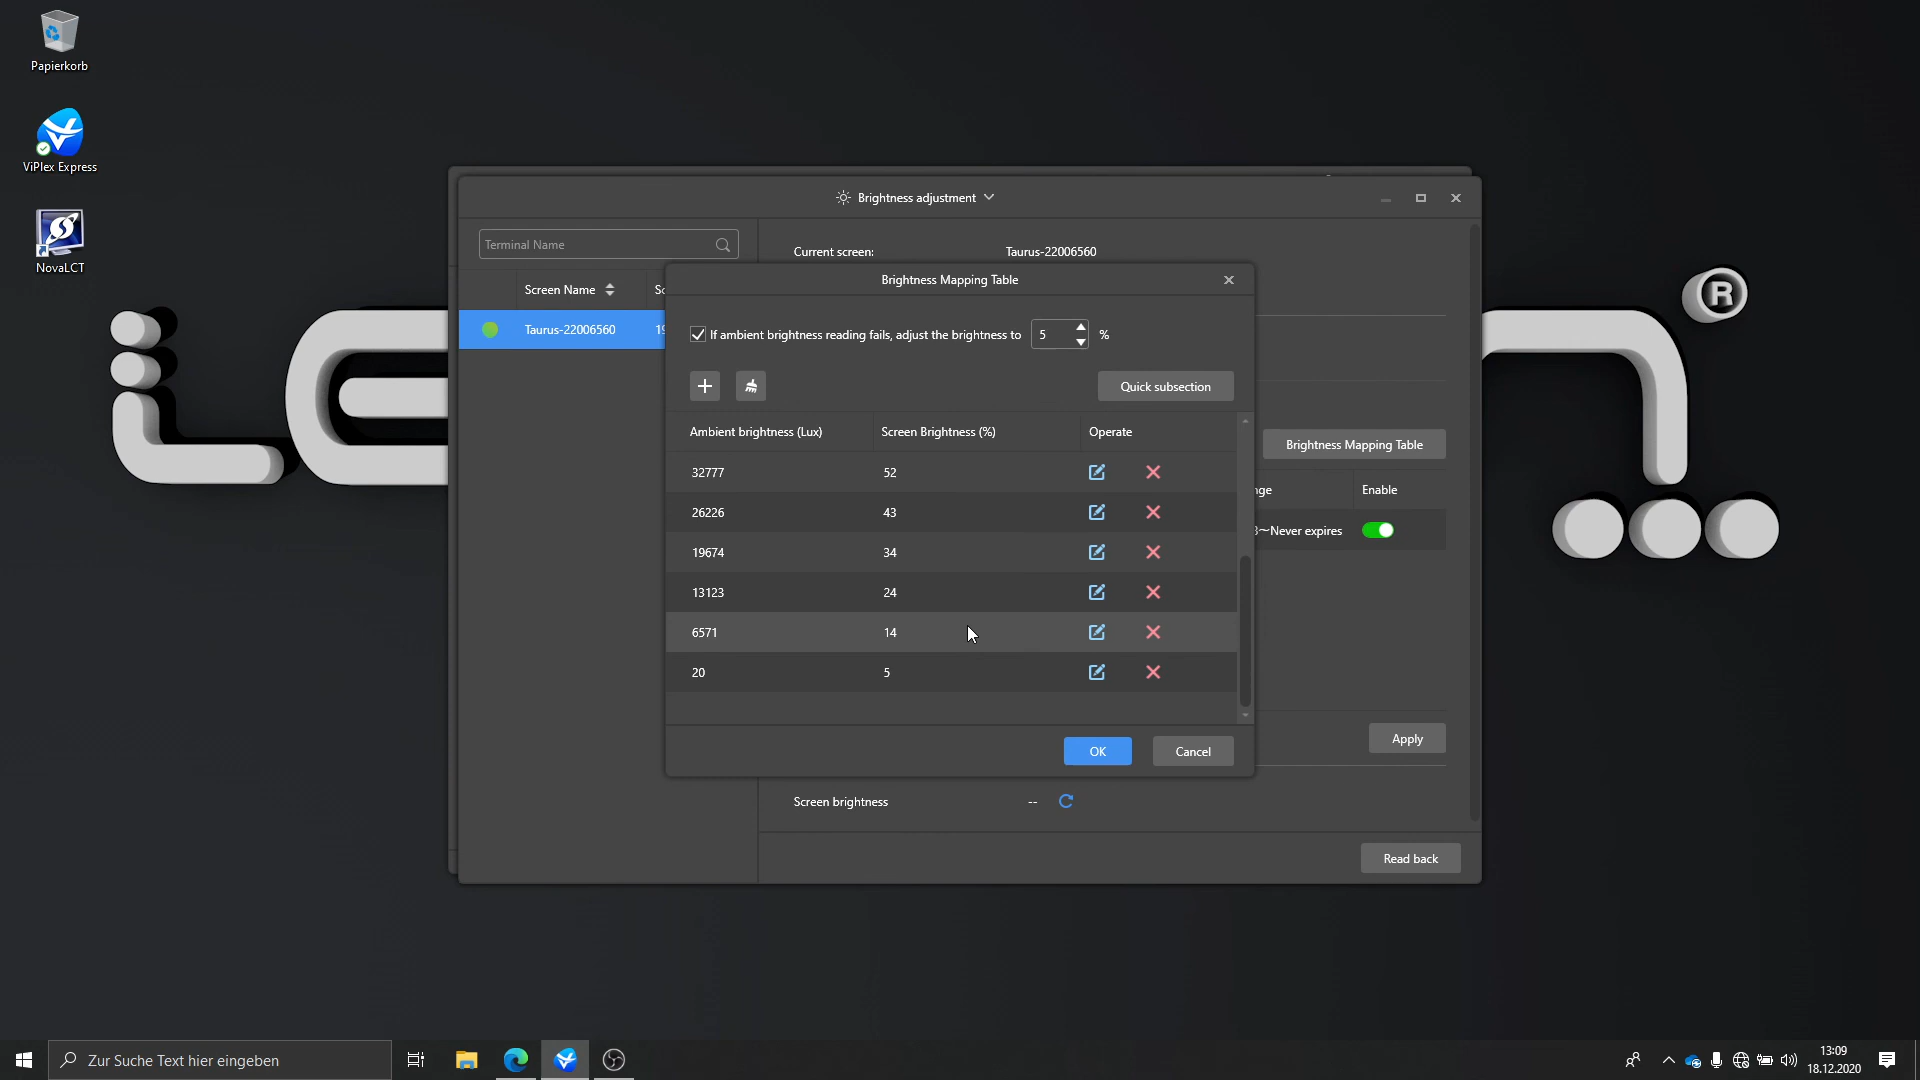 Papierkorb
ViPlex Express
NovaLCT
®
Brightness adjustment
Terminal Name
Current screen: Taurus-22006560
Screen Name
Taurus-22006560
Brightness Mapping Table
If ambient brightness reading fails, adjust the brightness to 5 %
Quick subsection
Ambient brightness (Lux) Screen Brightness (%) Operate
32777 52
26226 43
19674 34
13123 24
6571 14
20 5
OK Cancel
Brightness Mapping Table
Enable
~Never expires
Apply
Screen brightness --
Read back
Zur Suche Text hier eingeben
13:09
18.12.2020